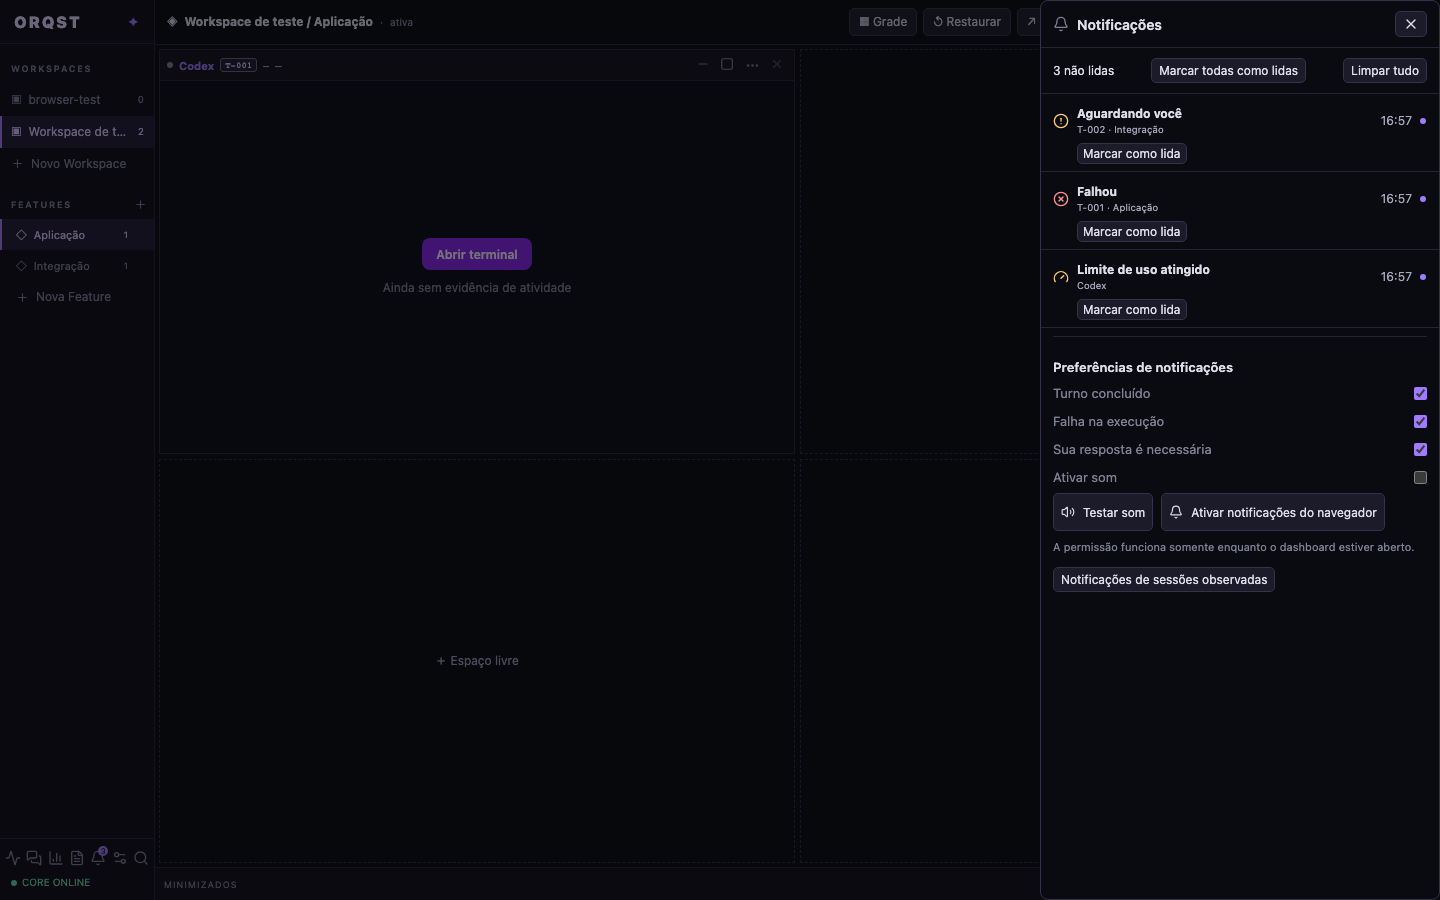 ORQST
WORKSPACES
browser-test 0
Workspace de t... 2
+ Novo Workspace
FEATURES +
Aplicação 1
Integração 1
+ Nova Feature
CORE ONLINE
3
Workspace de teste / Aplicação · ativa
Grade
Restaurar
Codex T-001 — —
Abrir terminal
Ainda sem evidência de atividade
+ Espaço livre
MINIMIZADOS
Notificações
3 não lidas
Marcar todas como lidas
Limpar tudo
Aguardando você
T-002 · Integração
16:57
Marcar como lida
Falhou
T-001 · Aplicação
16:57
Marcar como lida
Limite de uso atingido
Codex
16:57
Marcar como lida
Preferências de notificações
Turno concluído
Falha na execução
Sua resposta é necessária
Ativar som
Testar som
Ativar notificações do navegador
A permissão funciona somente enquanto o dashboard estiver aberto.
Notificações de sessões observadas